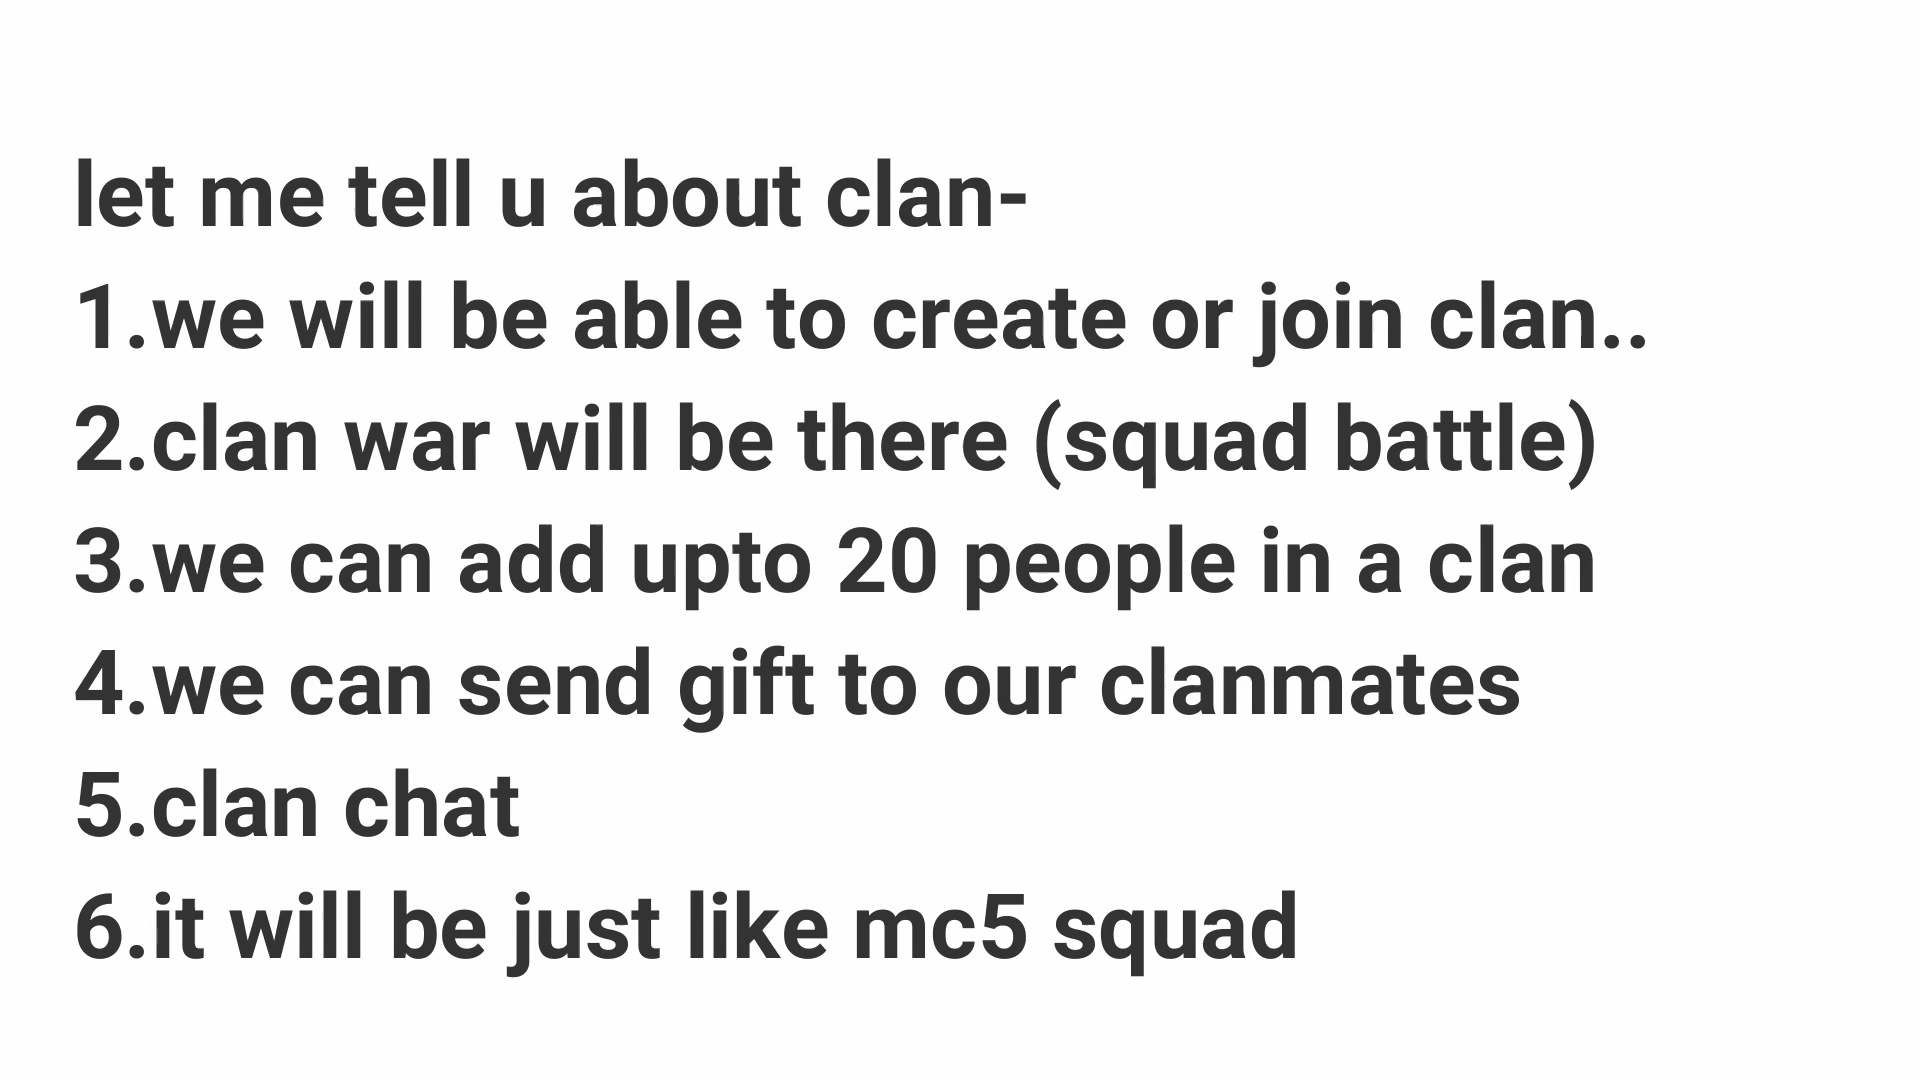 let me tell u about clan-
1.we will be able to create or join clan..
2.clan war will be there (squad battle)
3.we can add upto 20 people in a clan
4.we can send gift to our clanmates
5.clan chat
6.it will be just like mc5 squad